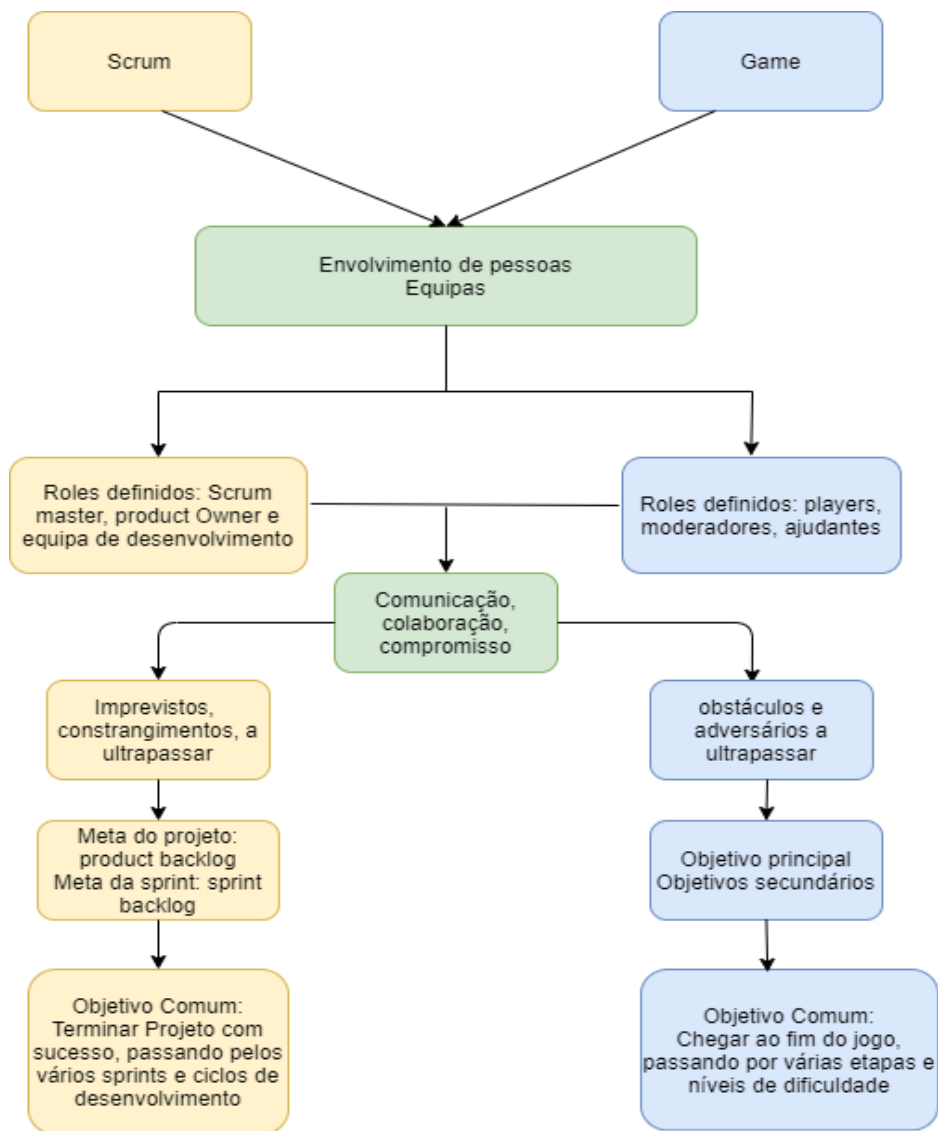 Scrum
Game
Envolvimento de pessoas
Equipas
Roles definidos: Scrum
master, product Owner e
equipa de desenvolvimento
Roles definidos: players,
moderadores, ajudantes
Comunicação,
colaboração,
compromisso
Imprevistos,
constrangimentos, a
ultrapassar
obstáculos e
adversários a
ultrapassar
Meta do projeto:
product backlog
Meta da sprint: sprint
backlog
Objetivo principal
Objetivos secundários
Objetivo Comum:
Terminar Projeto com
sucesso, passando pelos
vários sprints e ciclos de
desenvolvimento
Objetivo Comum:
Chegar ao fim do jogo,
passando por várias etapas e
níveis de dificuldade